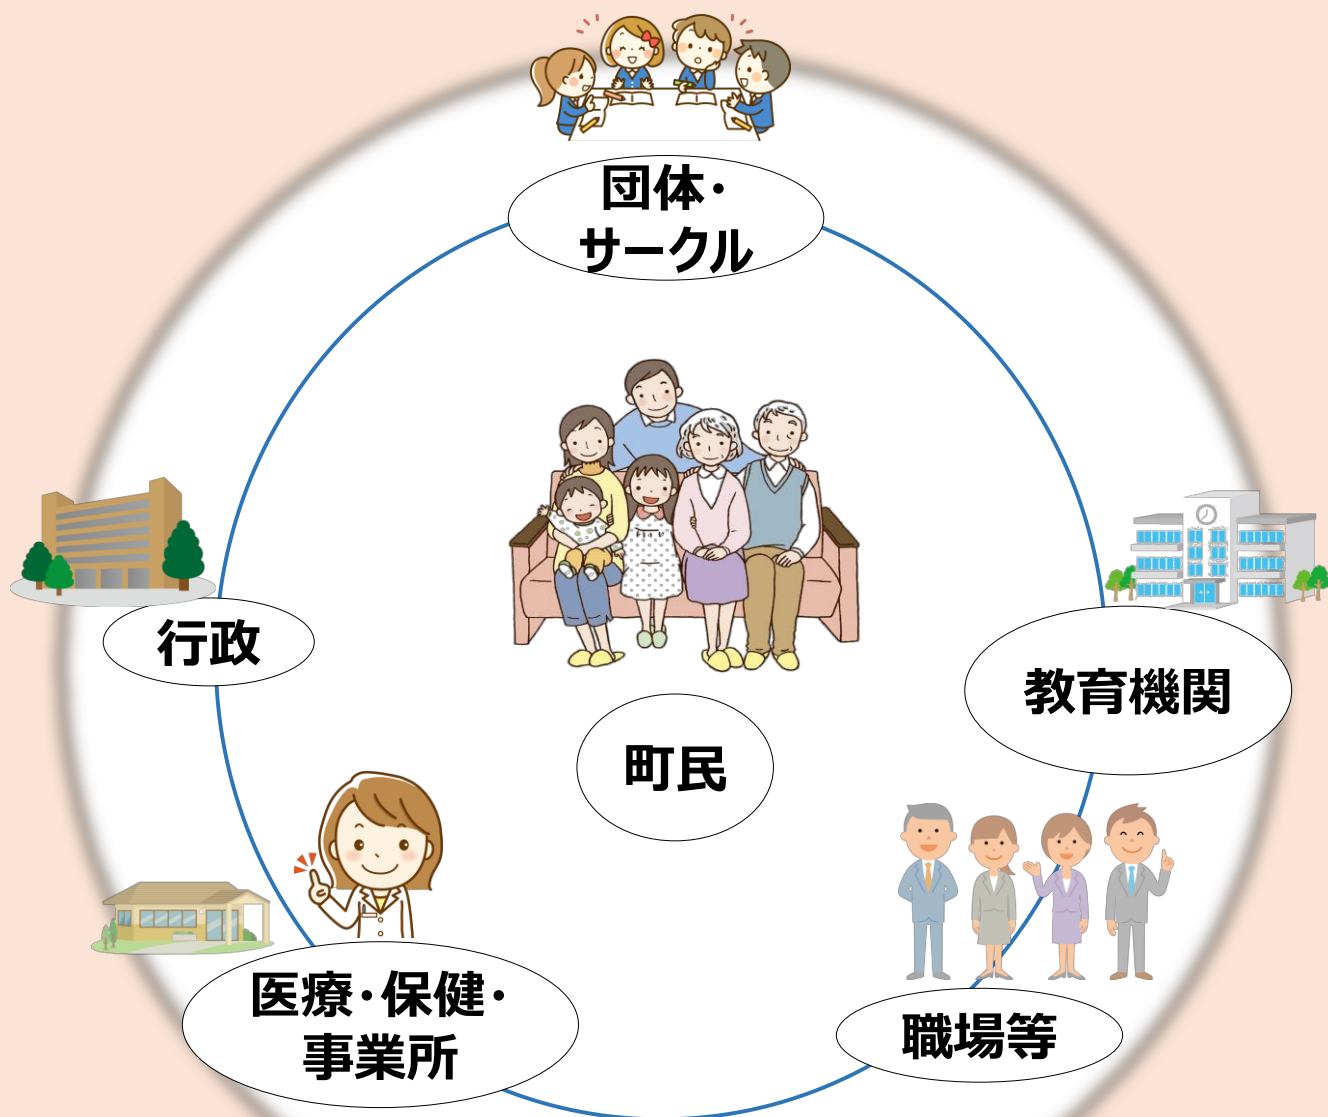 団体・
サークル
行政
教育機関
町民
医療・保健・
事業所
職場等